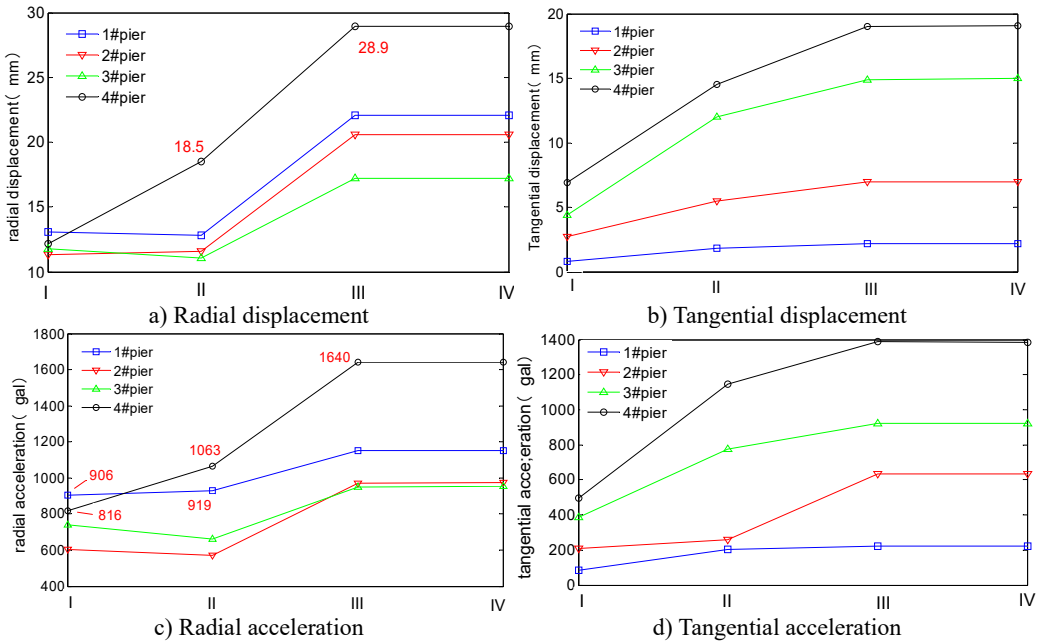 30
25
20
15
10
radial displacement( mm)
1#pier
2#pier
3#pier
4#pier
18.5
28.9
I
II
III
IV
a) Radial displacement
20
15
10
5
0
Tangential displacement( mm)
1#pier
2#pier
3#pier
4#pier
I
II
III
IV
b) Tangential displacement
1800
1600
1400
1200
1000
800
600
400
radial acceleration( gal)
1#pier
2#pier
3#pier
4#pier
906
816
1063
919
1640
I
II
III
IV
c) Radial acceleration
1400
1200
1000
800
600
400
200
0
tangential acce;eration( gal)
1#pier
2#pier
3#pier
4#pier
I
II
III
IV
d) Tangential acceleration